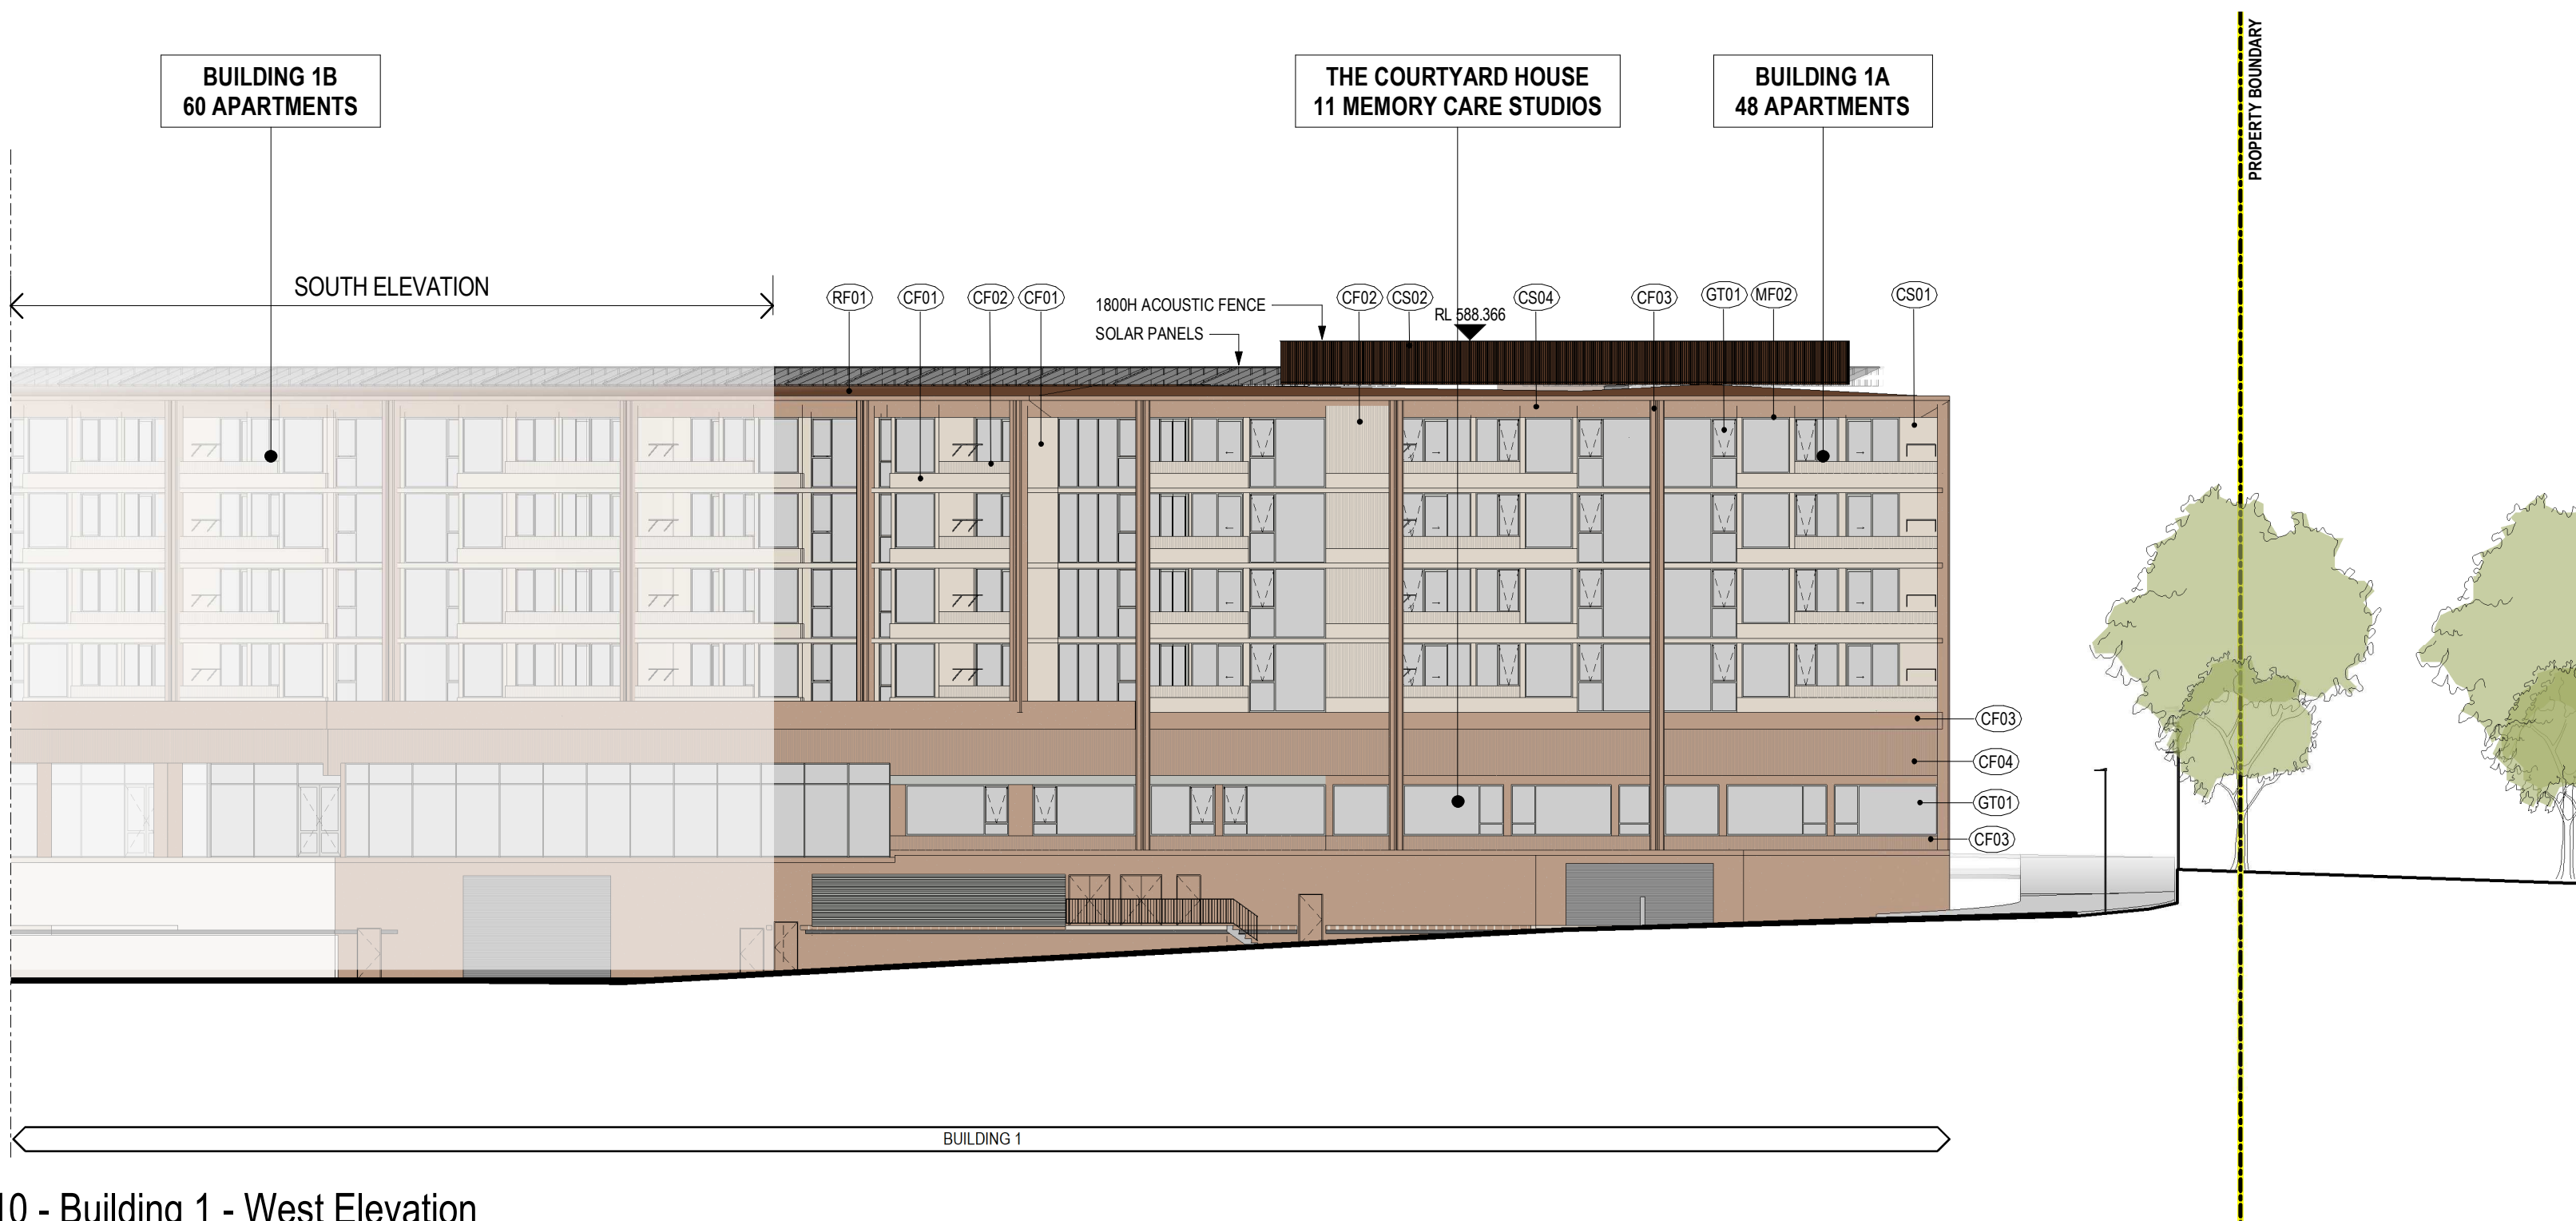 BUILDING 1B
60 APARTMENTS
THE COURTYARD HOUSE
11 MEMORY CARE STUDIOS
BUILDING 1A
48 APARTMENTS
PROPERTY BOUNDARY
SOUTH ELEVATION
RF01
CF01
CF02
CF01
1800H ACOUSTIC FENCE
SOLAR PANELS
CF02
CS02
RL 588.366
CS04
CF03
GT01
MF02
CS01
CF03
CF04
GT01
CF03
BUILDING 1
10 - Building 1 - West Elevation